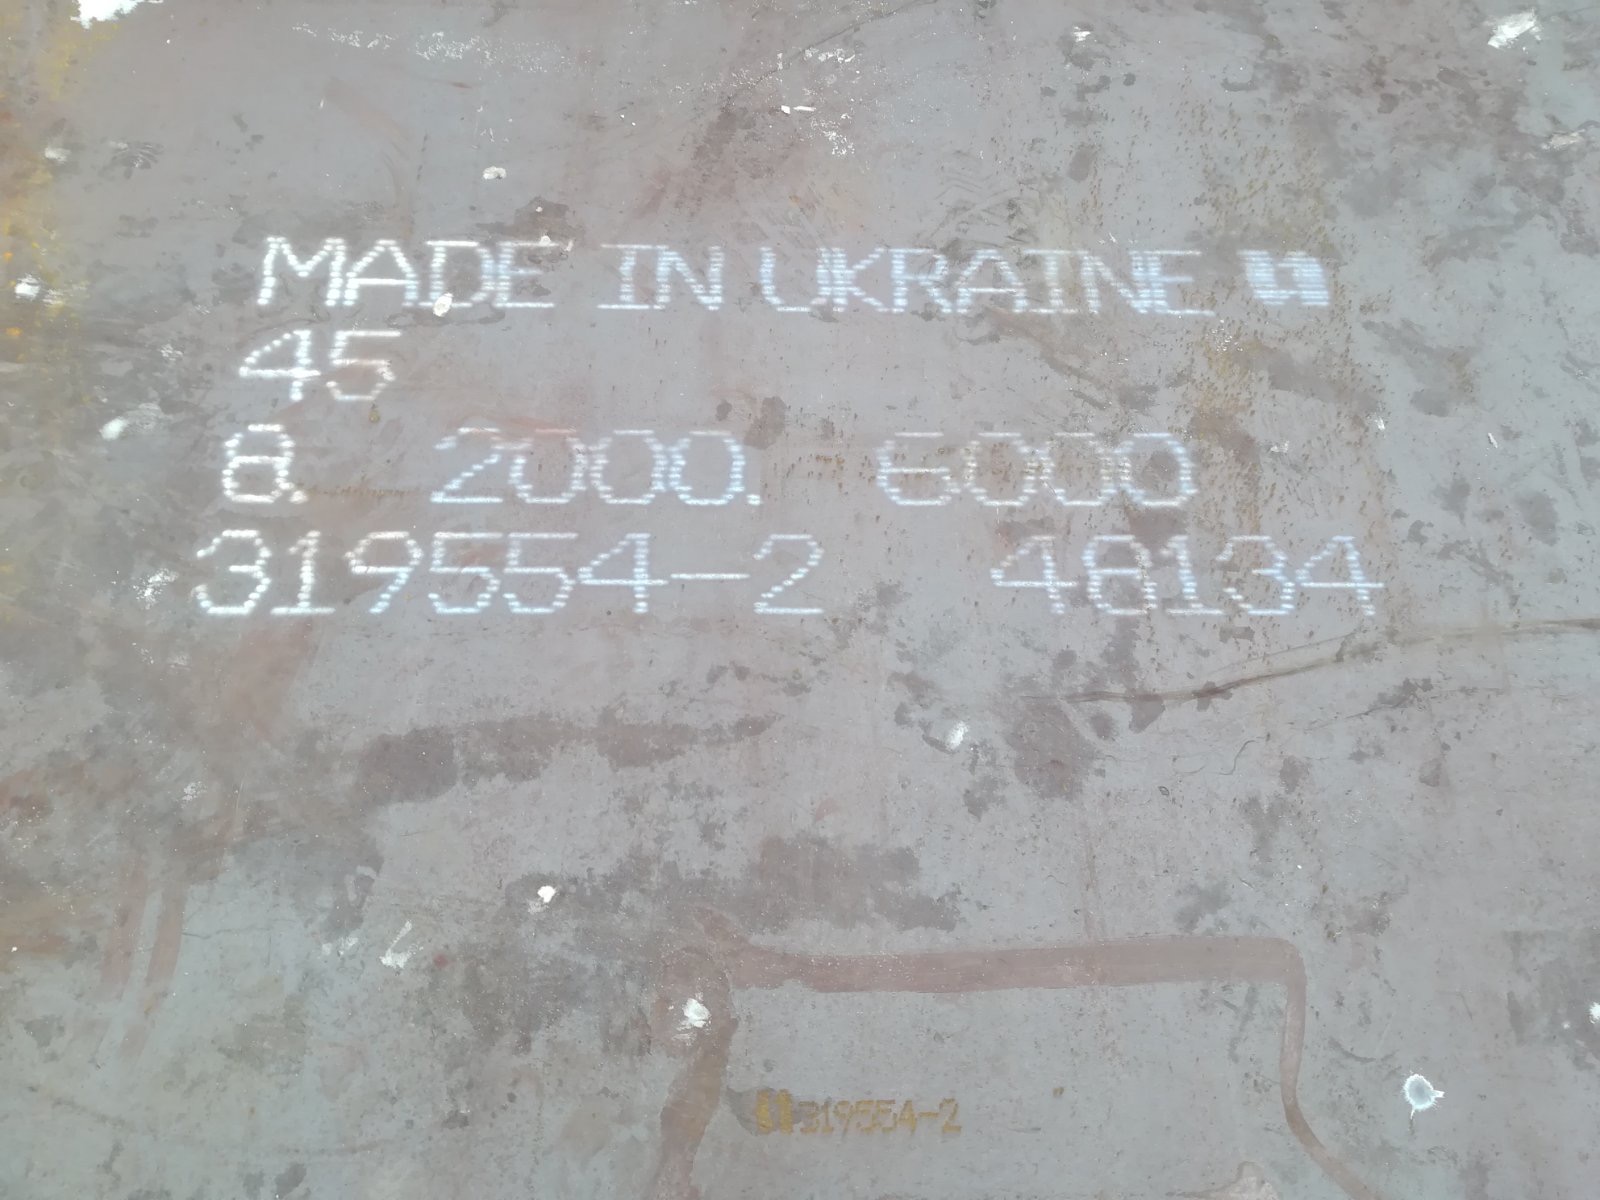 MADE IN UKRAINE
45
8. 2000. 6000
319554-2 48134
319554-2